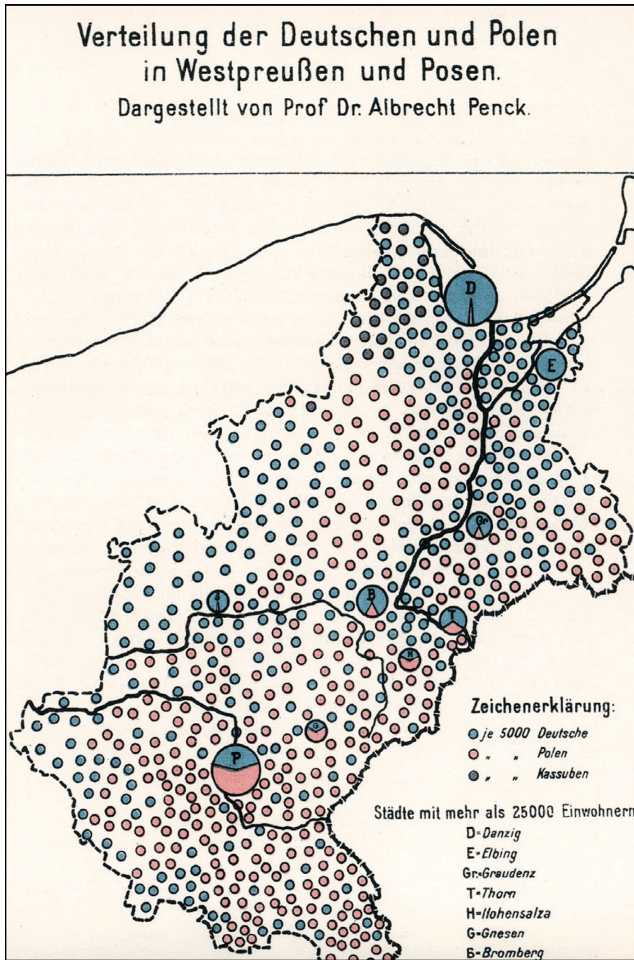 Verteilung der Deutschen und Polen
in Westpreußen und Posen.
Dargestellt von Prof Dr. Albrecht Penck.
D
E
Gr
B
T
H
G
P
Zeichenerklärung:
je 5000 Deutsche
„ „ Polen
„ „ Kassuben
Städte mit mehr als 25000 Einwohnern
D=Danzig
E=Elbing
Gr=Graudenz
T=Thorn
H=Hohensalza
G=Gnesen
B=Bromberg